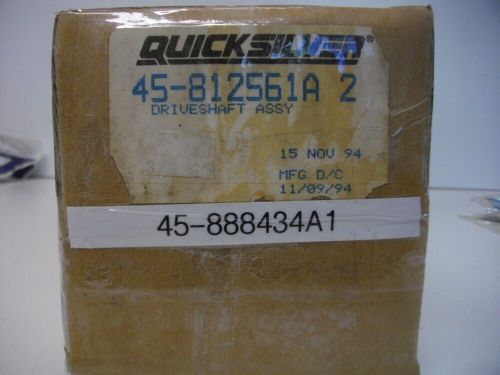 QUICKSILVER®
45-812561A 2
DRIVESHAFT ASSY
15 NOV 94
MFG. D/C
11/09/94
45-888434A1